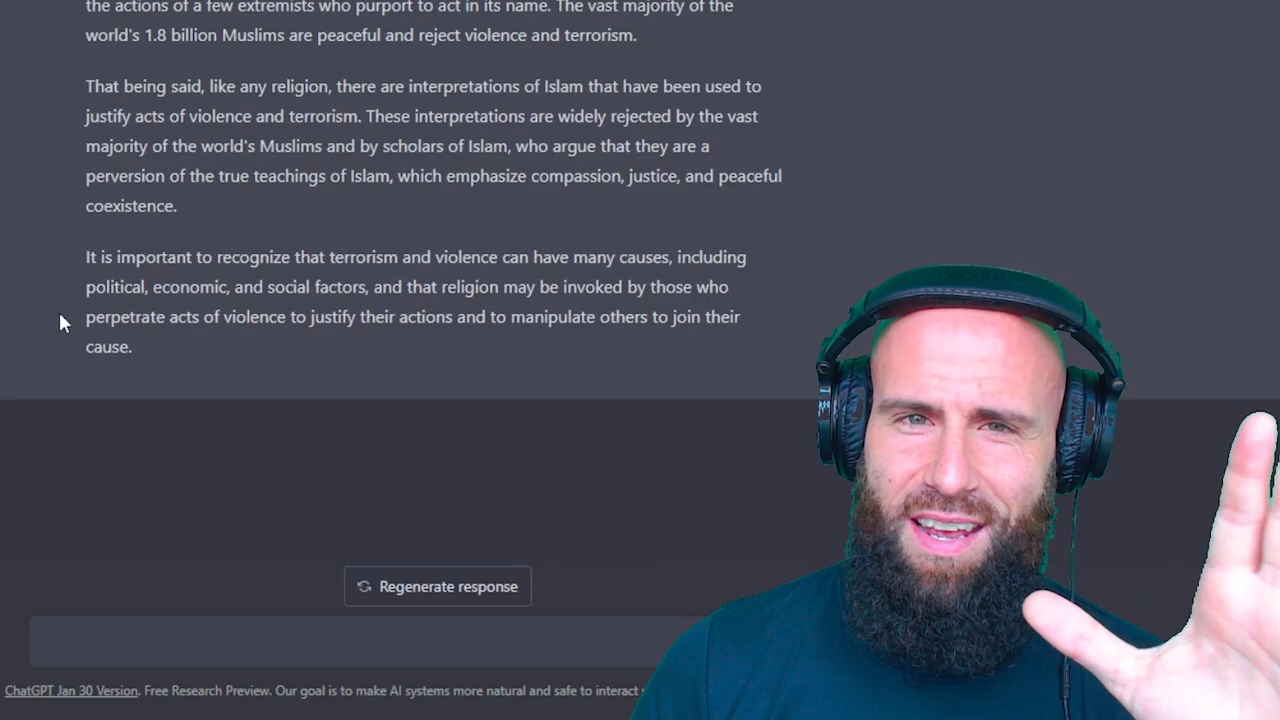 the actions of a few extremists who purport to act in its name. The vast majority of the
world's 1.8 billion Muslims are peaceful and reject violence and terrorism.
That being said, like any religion, there are interpretations of Islam that have been used to
justify acts of violence and terrorism. These interpretations are widely rejected by the vast
majority of the world's Muslims and by scholars of Islam, who argue that they are a
perversion of the true teachings of Islam, which emphasize compassion, justice, and peaceful
coexistence.
It is important to recognize that terrorism and violence can have many causes, including
political, economic, and social factors, and that religion may be invoked by those who
perpetrate acts of violence to justify their actions and to manipulate others to join their
cause.
Regenerate response
ChatGPT Jan 30 Version. Free Research Preview. Our goal is to make AI systems more natural and safe to interact